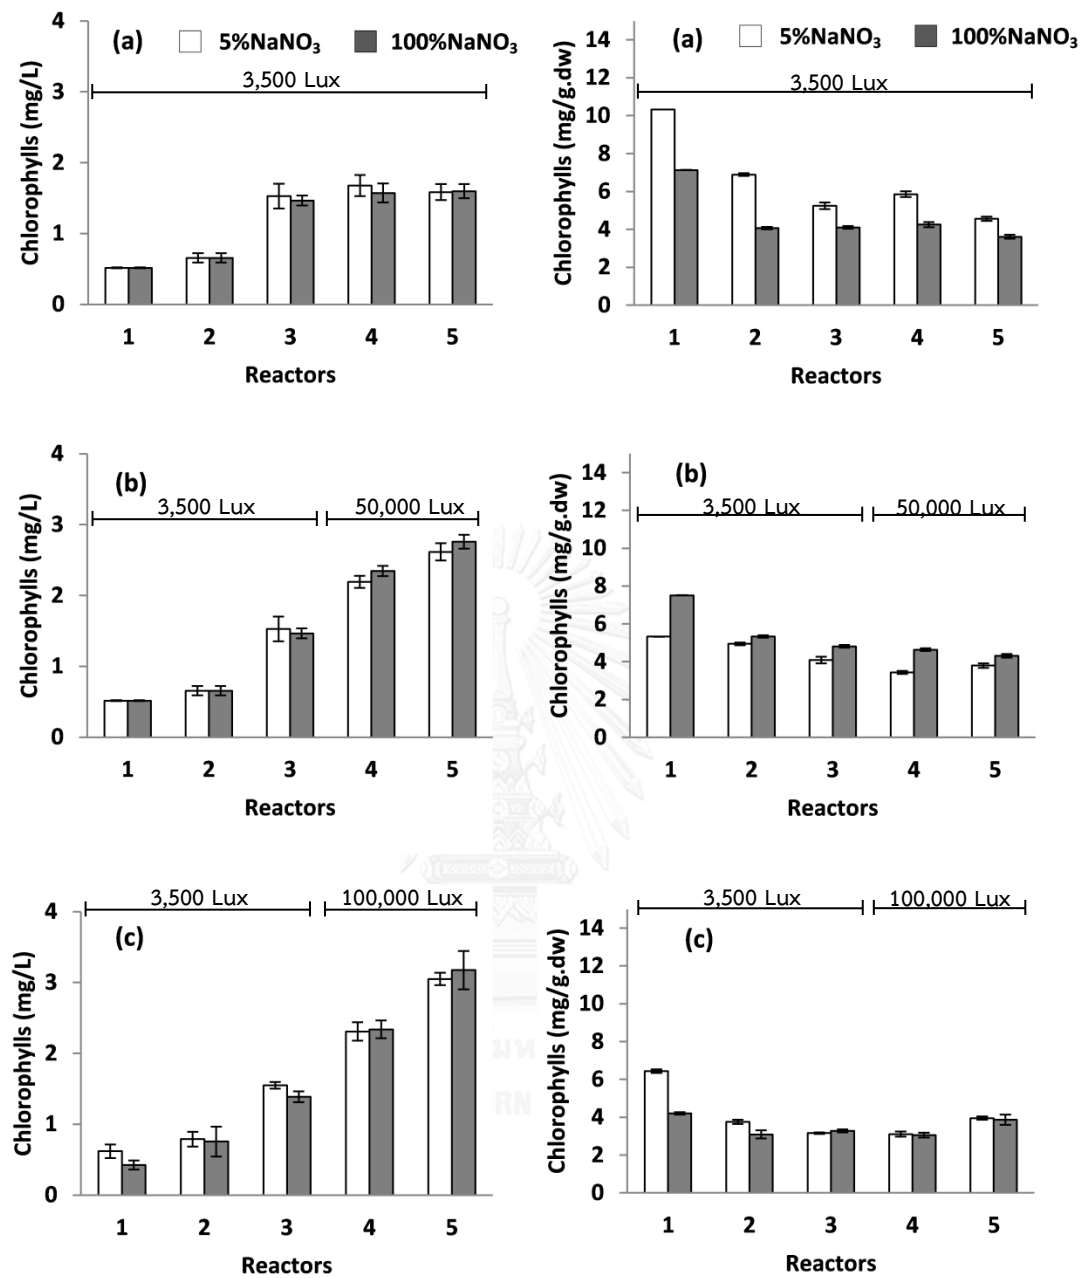 (a) 5%NaNO₃ 100%NaNO₃
3,500 Lux
Chlorophylls (mg/L)
4
3
2
1
0
1 2 3 4 5
Reactors
(a) 5%NaNO₃ 100%NaNO₃
3,500 Lux
Chlorophylls (mg/g.dw)
14
12
10
8
6
4
2
0
1 2 3 4 5
Reactors
(b)
3,500 Lux 50,000 Lux
Chlorophylls (mg/L)
4
3
2
1
0
1 2 3 4 5
Reactors
(b)
3,500 Lux 50,000 Lux
Chlorophylls (mg/g.dw)
14
12
10
8
6
4
2
0
1 2 3 4 5
Reactors
3,500 Lux 100,000 Lux
(c)
Chlorophylls (mg/L)
4
3
2
1
0
1 2 3 4 5
Reactors
3,500 Lux 100,000 Lux
(c)
Chlorophylls (mg/g.dw)
14
12
10
8
6
4
2
0
1 2 3 4 5
Reactors
RN